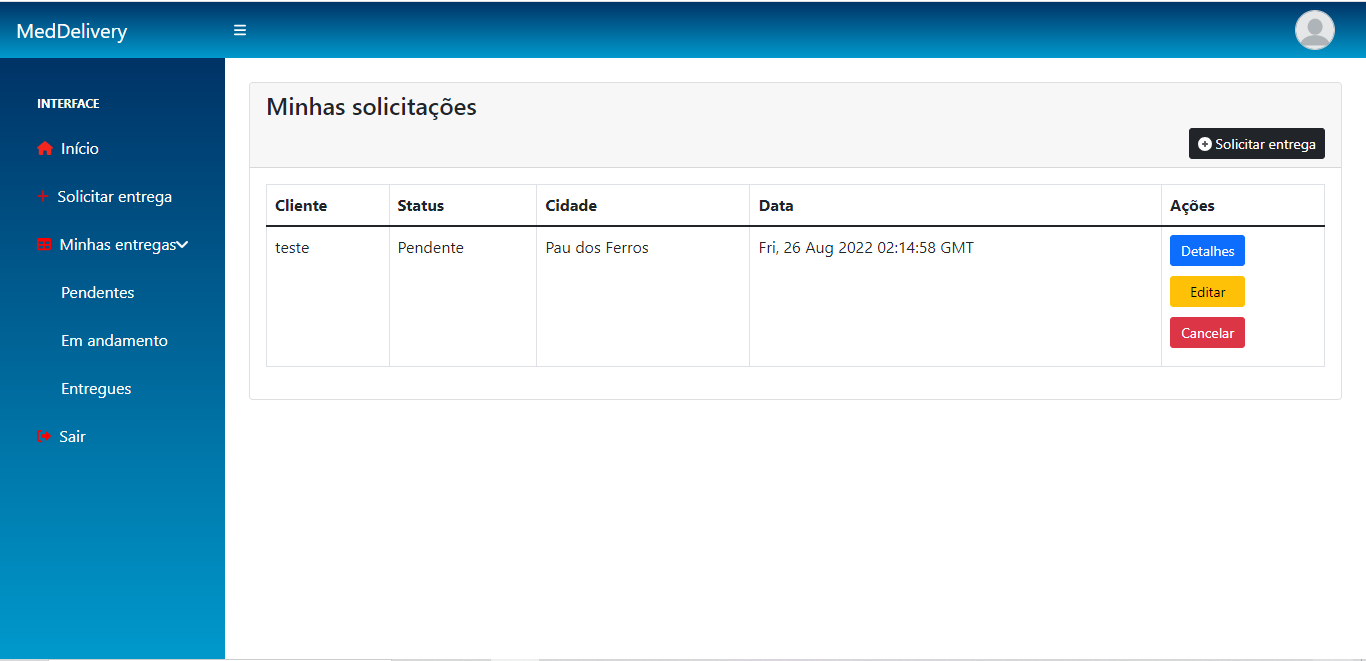 MedDelivery
INTERFACE
Início
Solicitar entrega
Minhas entregas
Pendentes
Em andamento
Entregues
Sair
Minhas solicitações
Solicitar entrega
Cliente Status Cidade Data Ações
teste Pendente Pau dos Ferros Fri, 26 Aug 2022 02:14:58 GMT Detalhes
Editar
Cancelar